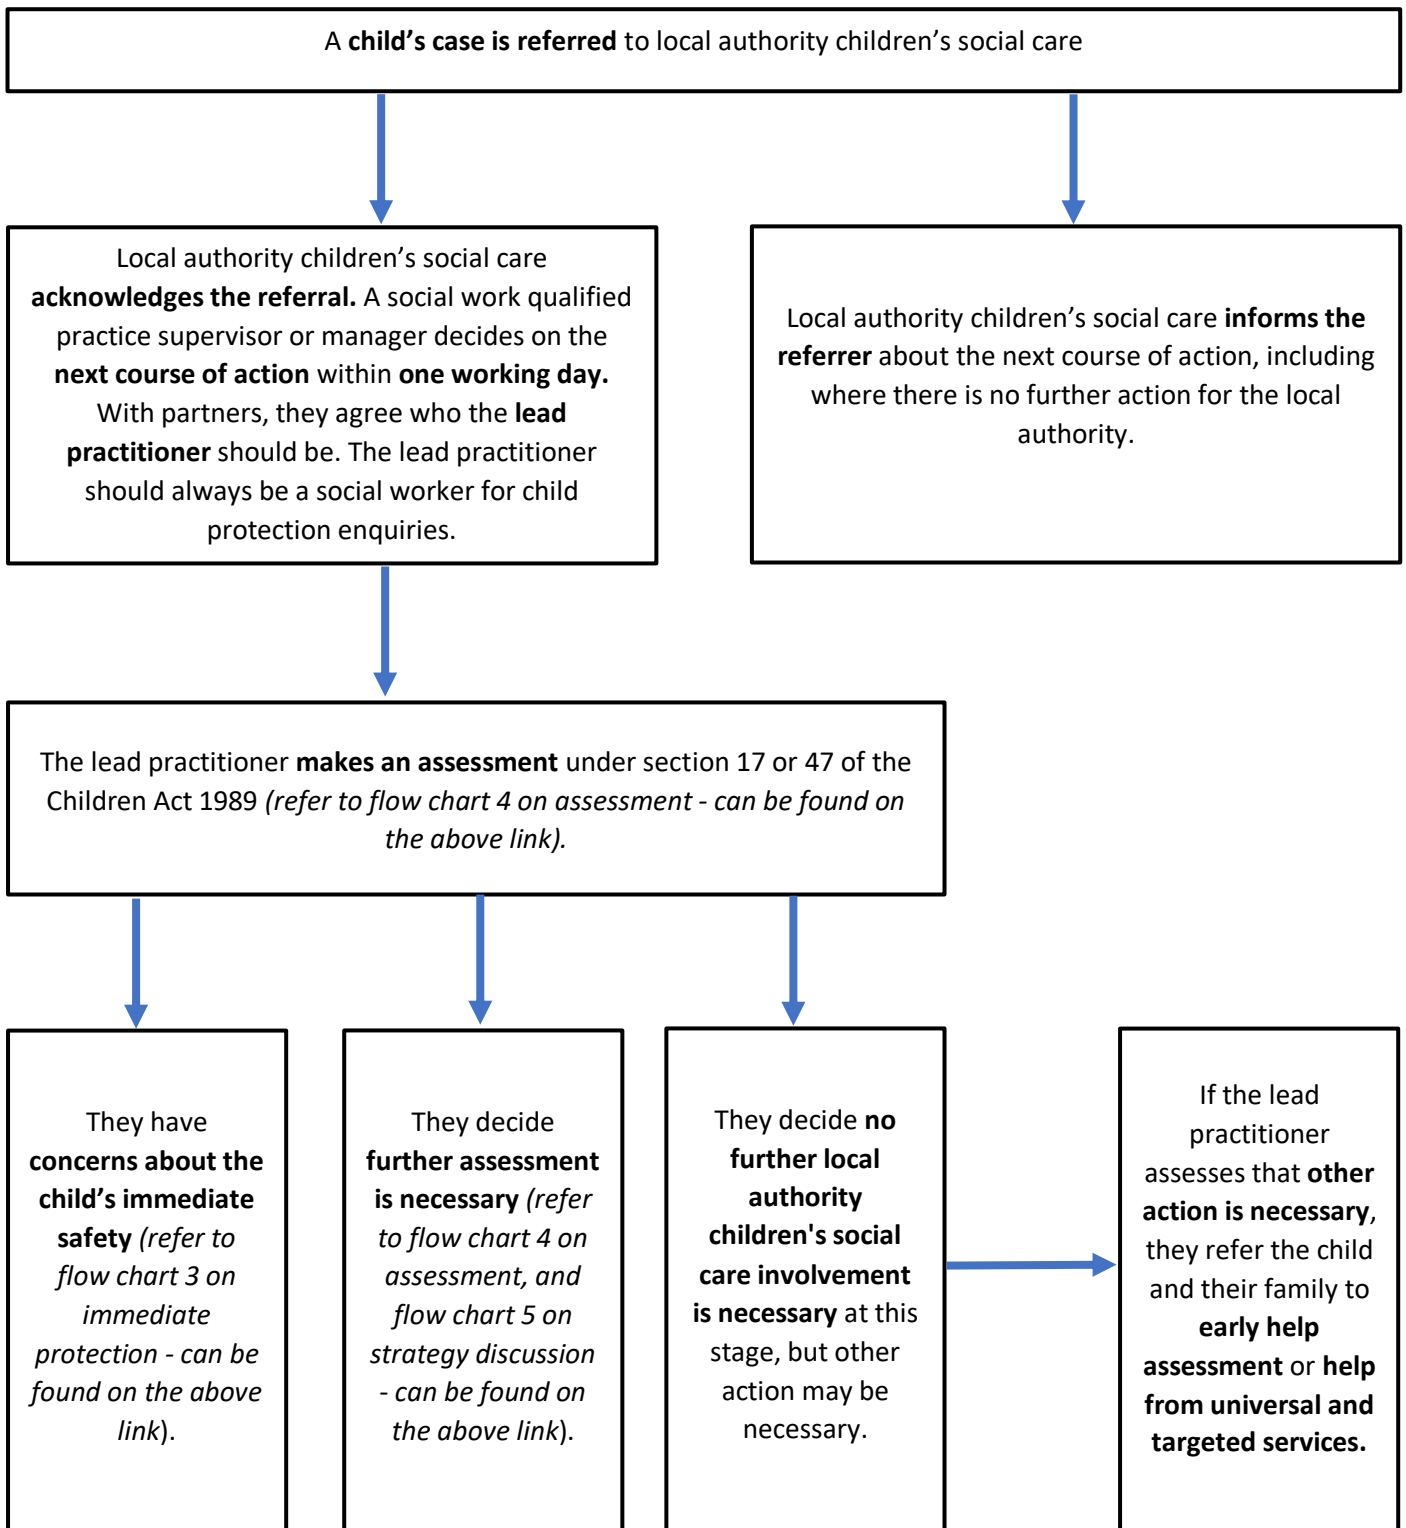 A child’s case is referred to local authority children’s social care
Local authority children’s social care
acknowledges the referral. A social work qualified
practice supervisor or manager decides on the
next course of action within one working day.
With partners, they agree who the lead
practitioner should be. The lead practitioner
should always be a social worker for child
protection enquiries.
Local authority children’s social care informs the
referrer about the next course of action, including
where there is no further action for the local
authority.
The lead practitioner makes an assessment under section 17 or 47 of the
Children Act 1989 (refer to flow chart 4 on assessment - can be found on
the above link).
They have
concerns about the
child’s immediate
safety (refer to
flow chart 3 on
immediate
protection - can be
found on the above
link).
They decide
further assessment
is necessary (refer
to flow chart 4 on
assessment, and
flow chart 5 on
strategy discussion
- can be found on
the above link).
They decide no
further local
authority
children's social
care involvement
is necessary at this
stage, but other
action may be
necessary.
If the lead
practitioner
assesses that other
action is necessary,
they refer the child
and their family to
early help
assessment or help
from universal and
targeted services.